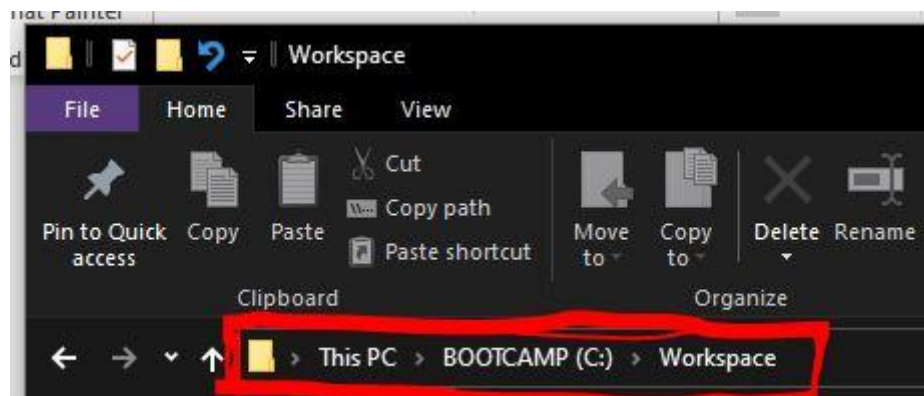 Workspace
File Home Share View
Pin to Quick access
Copy
Paste
Cut
Copy path
Paste shortcut
Move to
Copy to
Delete
Rename
Clipboard
Organize
This PC > BOOTCAMP (C:) > Workspace